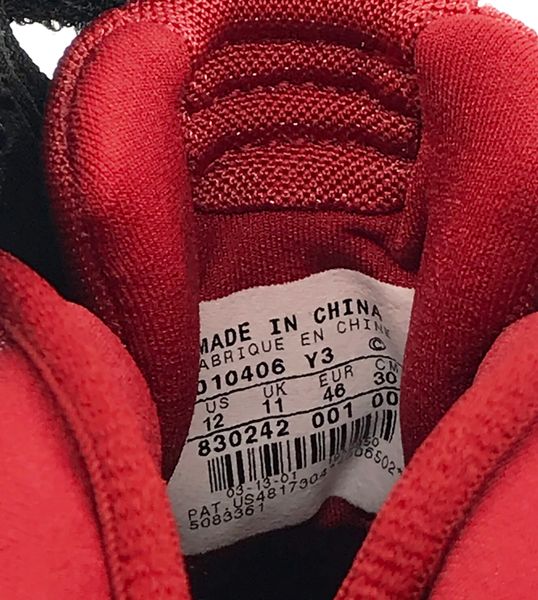 MADE IN CHINA
ABRIQUE EN CHINE
010406 Y3 ©
US UK EUR CM
12 11 46 30
830242 001 00
03-13-01
PAT. US4817304
5083361